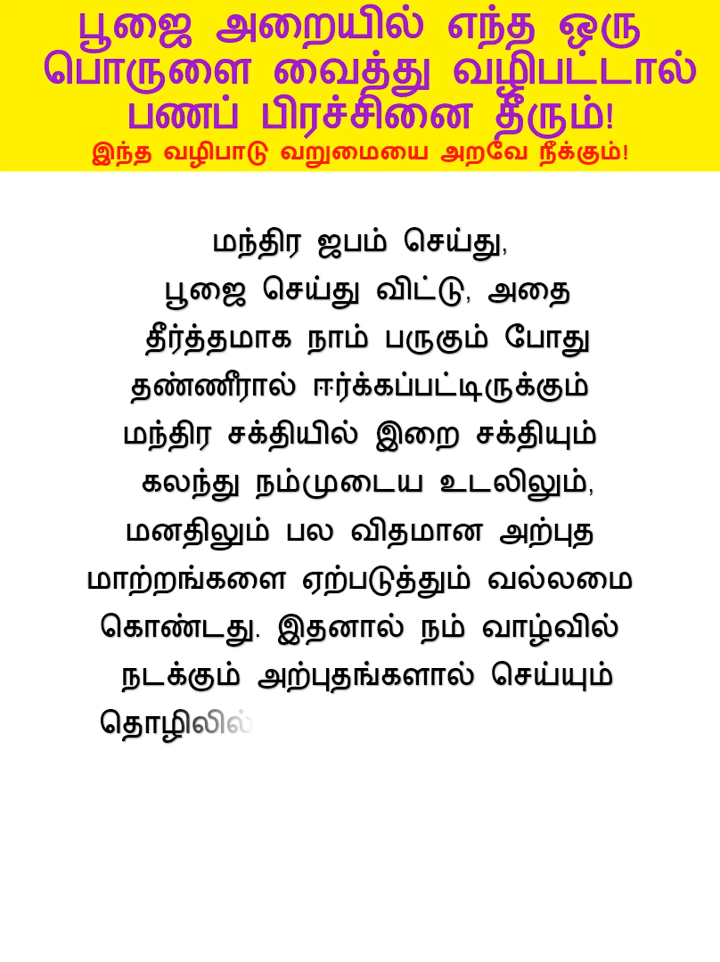 பூஜை அறையில் எந்த ஒரு
பொருளை வைத்து வழிபட்டால்
பணப் பிரச்சினை தீரும்!
இந்த வழிபாடு வறுமையை அறவே நீக்கும்!
மந்திர ஜபம் செய்து,
பூஜை செய்து விட்டு, அதை
தீர்த்தமாக நாம் பருகும் போது
தண்ணீரால் ஈர்க்கப்பட்டிருக்கும்
மந்திர சக்தியில் இறை சக்தியும்
கலந்து நம்முடைய உடலிலும்,
மனதிலும் பல விதமான அற்புத
மாற்றங்களை ஏற்படுத்தும் வல்லமை
கொண்டது. இதனால் நம் வாழ்வில்
நடக்கும் அற்புதங்களால் செய்யும்
தொழிலில்